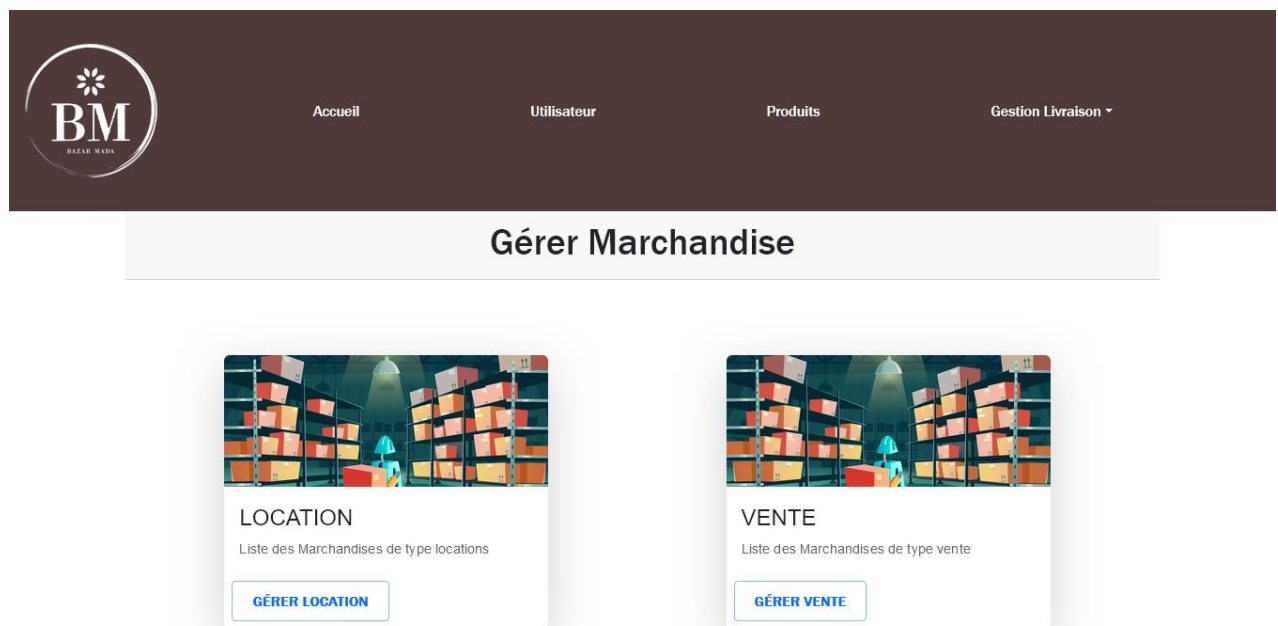 BM
BAZAR MADA
Accueil
Utilisateur
Produits
Gestion Livraison
Gérer Marchandise
LOCATION
Liste des Marchandises de type locations
GÉRER LOCATION
VENTE
Liste des Marchandises de type vente
GÉRER VENTE